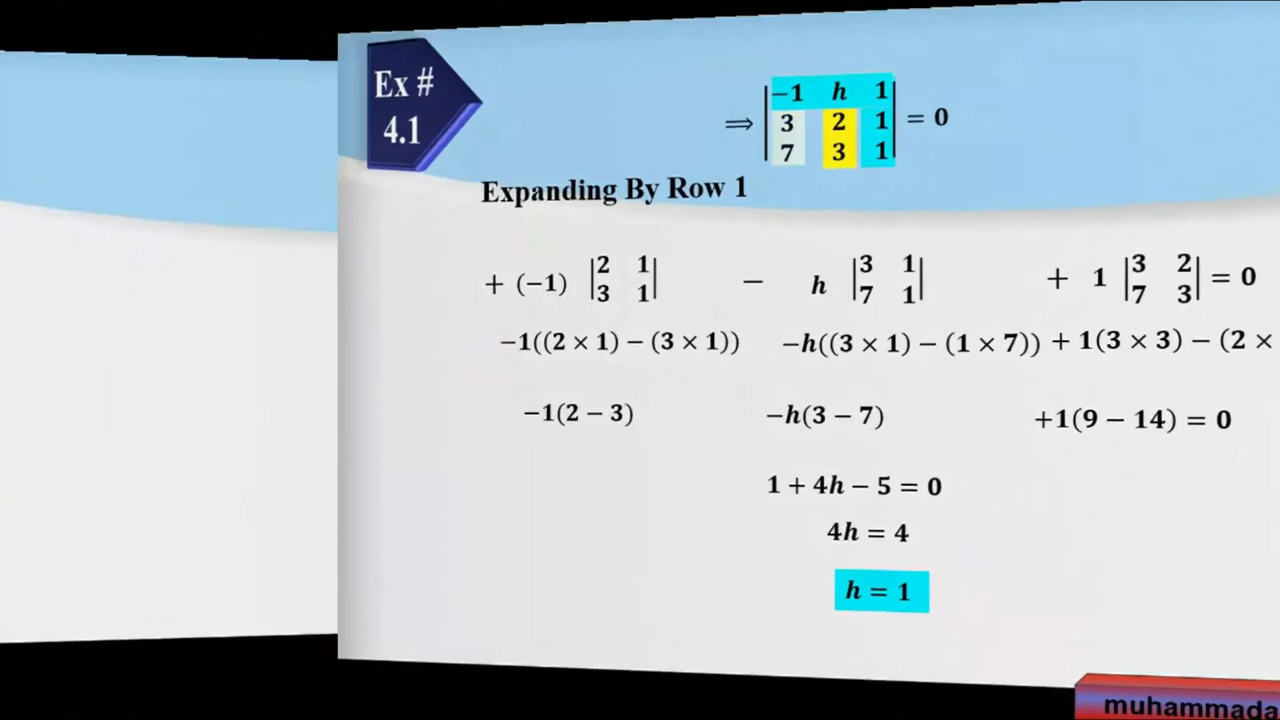 Ex #
4.1
⟹ |−1 h 1| = 0
|3 2 1|
|7 3 1|
Expanding By Row 1
+ (−1) |2 1; 3 1| − h |3 1; 7 1| + 1 |3 2; 7 3| = 0
−1((2 × 1) − (3 × 1)) −h((3 × 1) − (1 × 7)) + 1(3 × 3) − (2 ×
−1(2 − 3) −h(3 − 7) +1(9 − 14) = 0
1 + 4h − 5 = 0
4h = 4
h = 1
muhammada